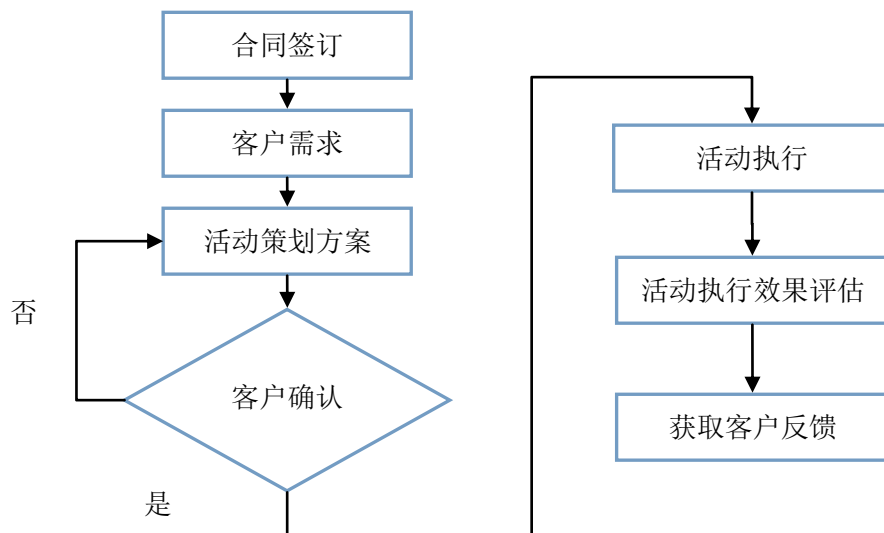 合同签订
客户需求
活动策划方案
否
客户确认
是
活动执行
活动执行效果评估
获取客户反馈